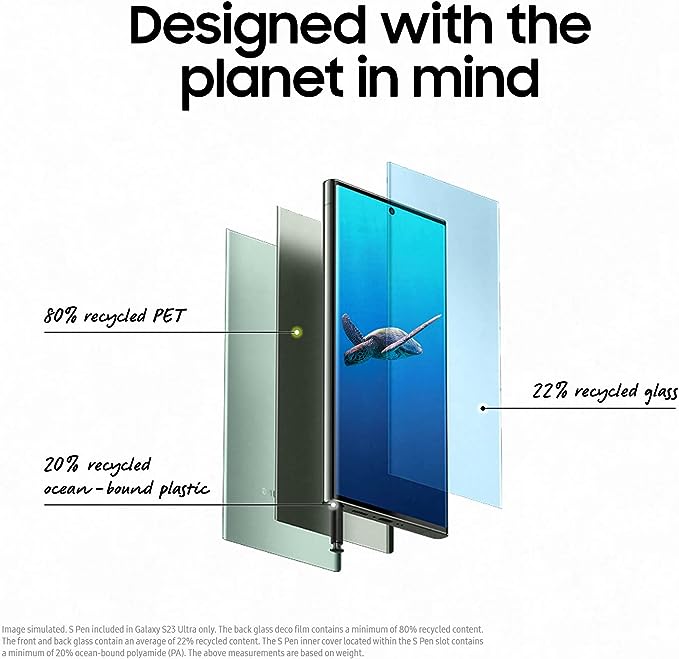 Designed with the
planet in mind
80% recycled PET
22% recycled glass
20% recycled
ocean-bound plastic
Image simulated. S Pen included in Galaxy S23 Ultra only. The back glass deco film contains a minimum of 80% recycled content.
The front and back glass contain an average of 22% recycled content. The S Pen inner cover located within the S Pen slot contains
a minimum of 20% ocean-bound polyamide (PA). The above measurements are based on weight.